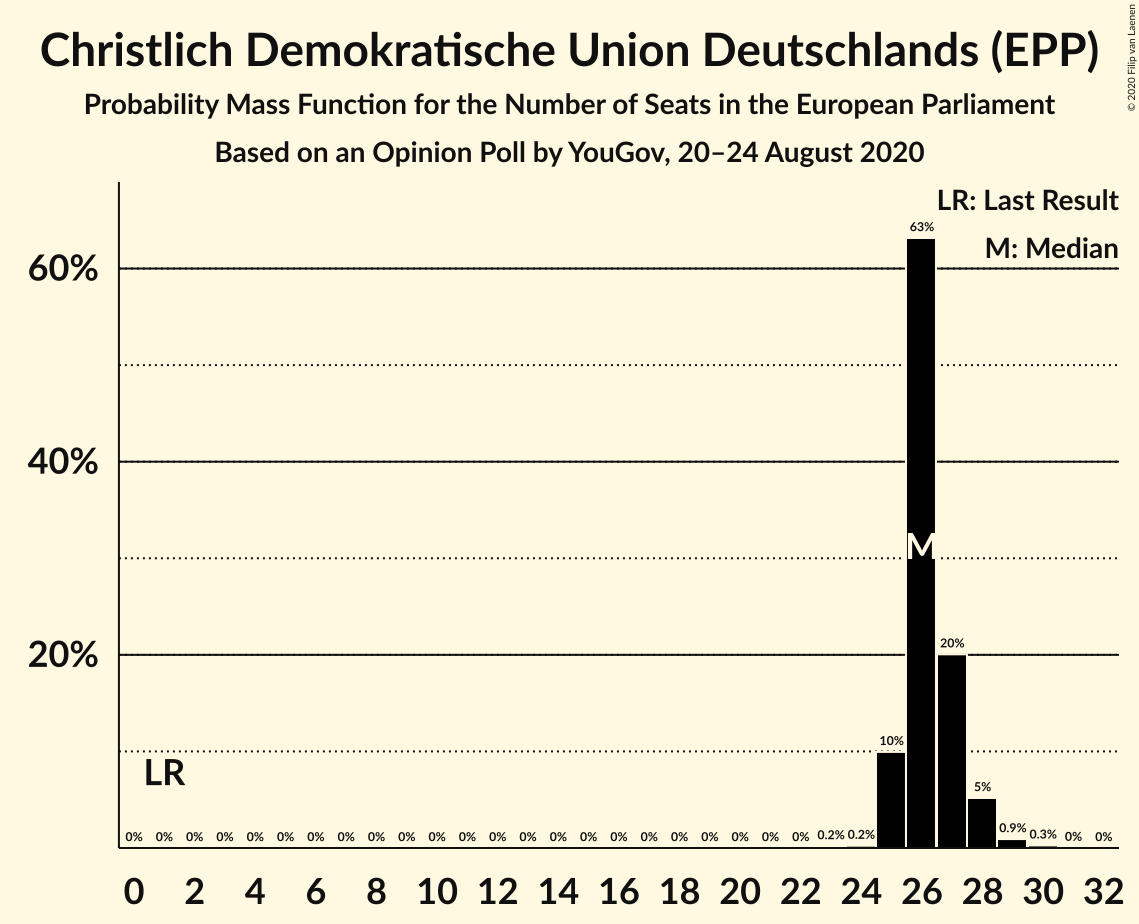 Christlich Demokratische Union Deutschlands (EPP)
Probability Mass Function for the Number of Seats in the European Parliament
Based on an Opinion Poll by YouGov, 20–24 August 2020
© 2020 Filip van Laenen
LR: Last Result
M: Median
63%
60%
40%
M
20%
20%
10%
LR
5%
0% 0% 0% 0% 0% 0% 0% 0% 0% 0% 0% 0% 0% 0% 0% 0% 0% 0% 0% 0% 0% 0% 0% 0.2% 0.2% 0.9% 0.3% 0% 0%
0 2 4 6 8 10 12 14 16 18 20 22 24 26 28 30 32